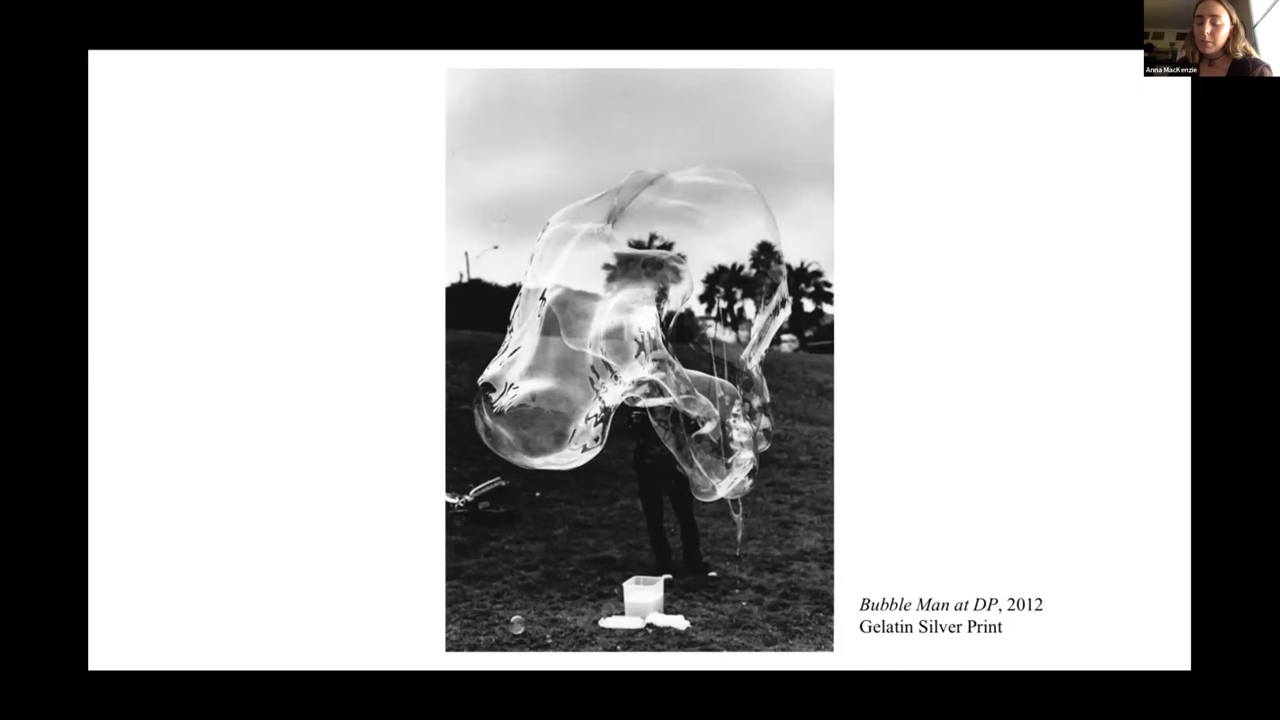 Anna MacKenzie
Bubble Man at DP, 2012
Gelatin Silver Print